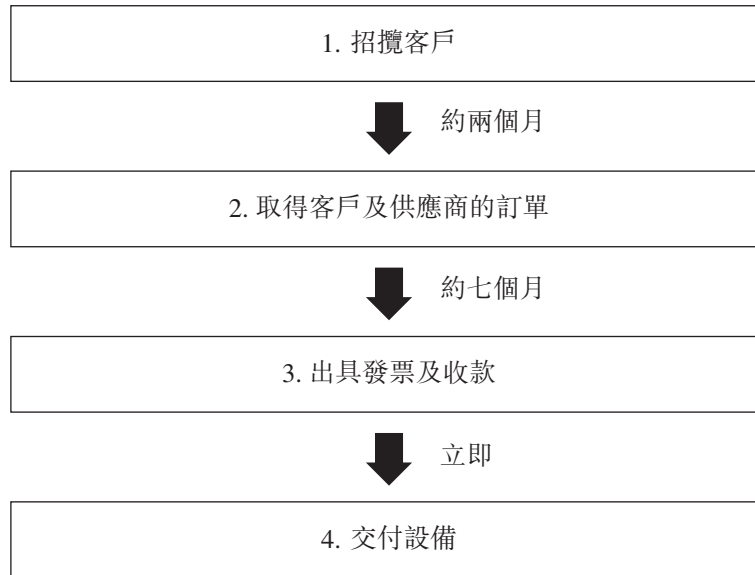 1. 招攬客戶
約兩個月
2. 取得客戶及供應商的訂單
約七個月
3. 出具發票及收款
立即
4. 交付設備